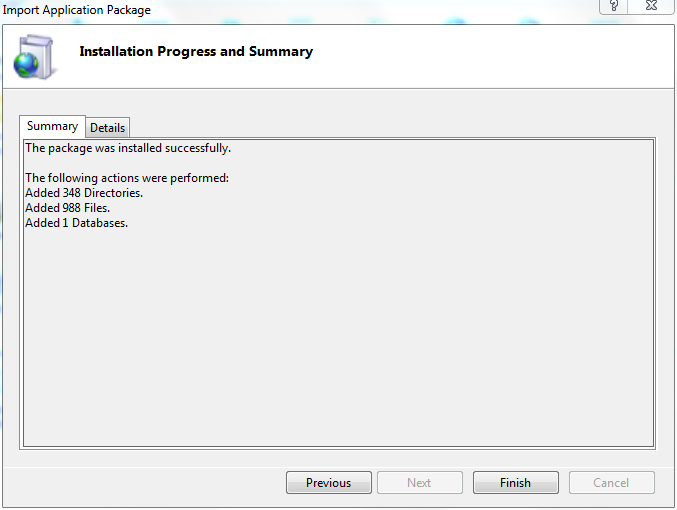 Import Application Package
?
Installation Progress and Summary
Summary
Details
The package was installed successfully.
The following actions were performed:
Added 348 Directories.
Added 988 Files.
Added 1 Databases.
Previous
Next
Finish
Cancel